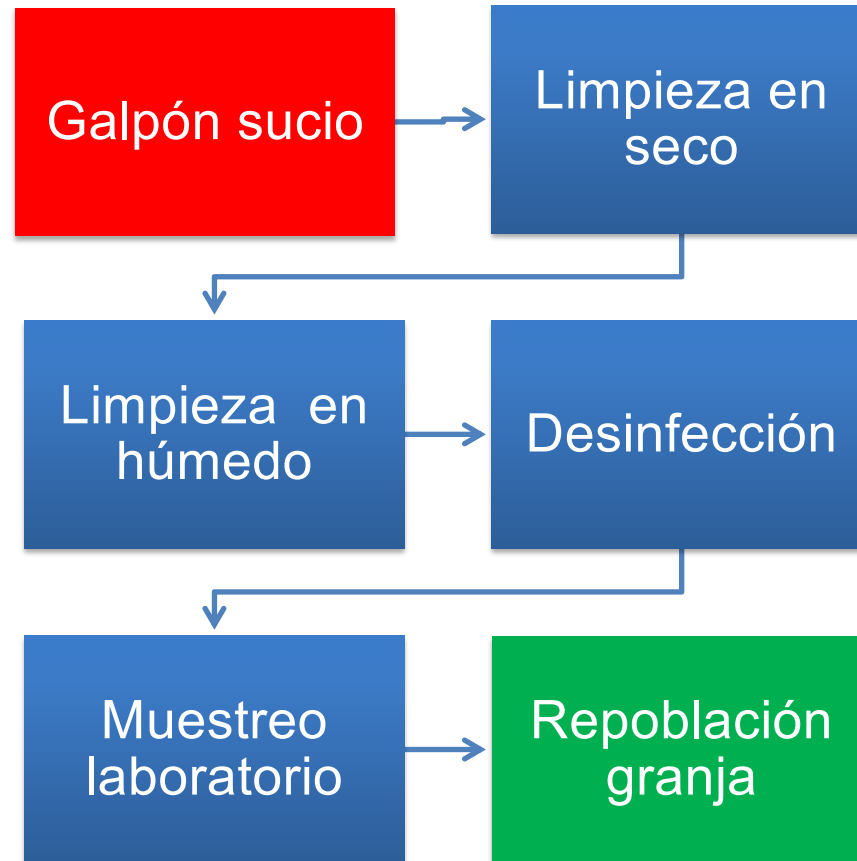 Galpón sucio
Limpieza en
seco
Limpieza en
húmedo
Desinfección
Muestreo
laboratorio
Repoblación
granja